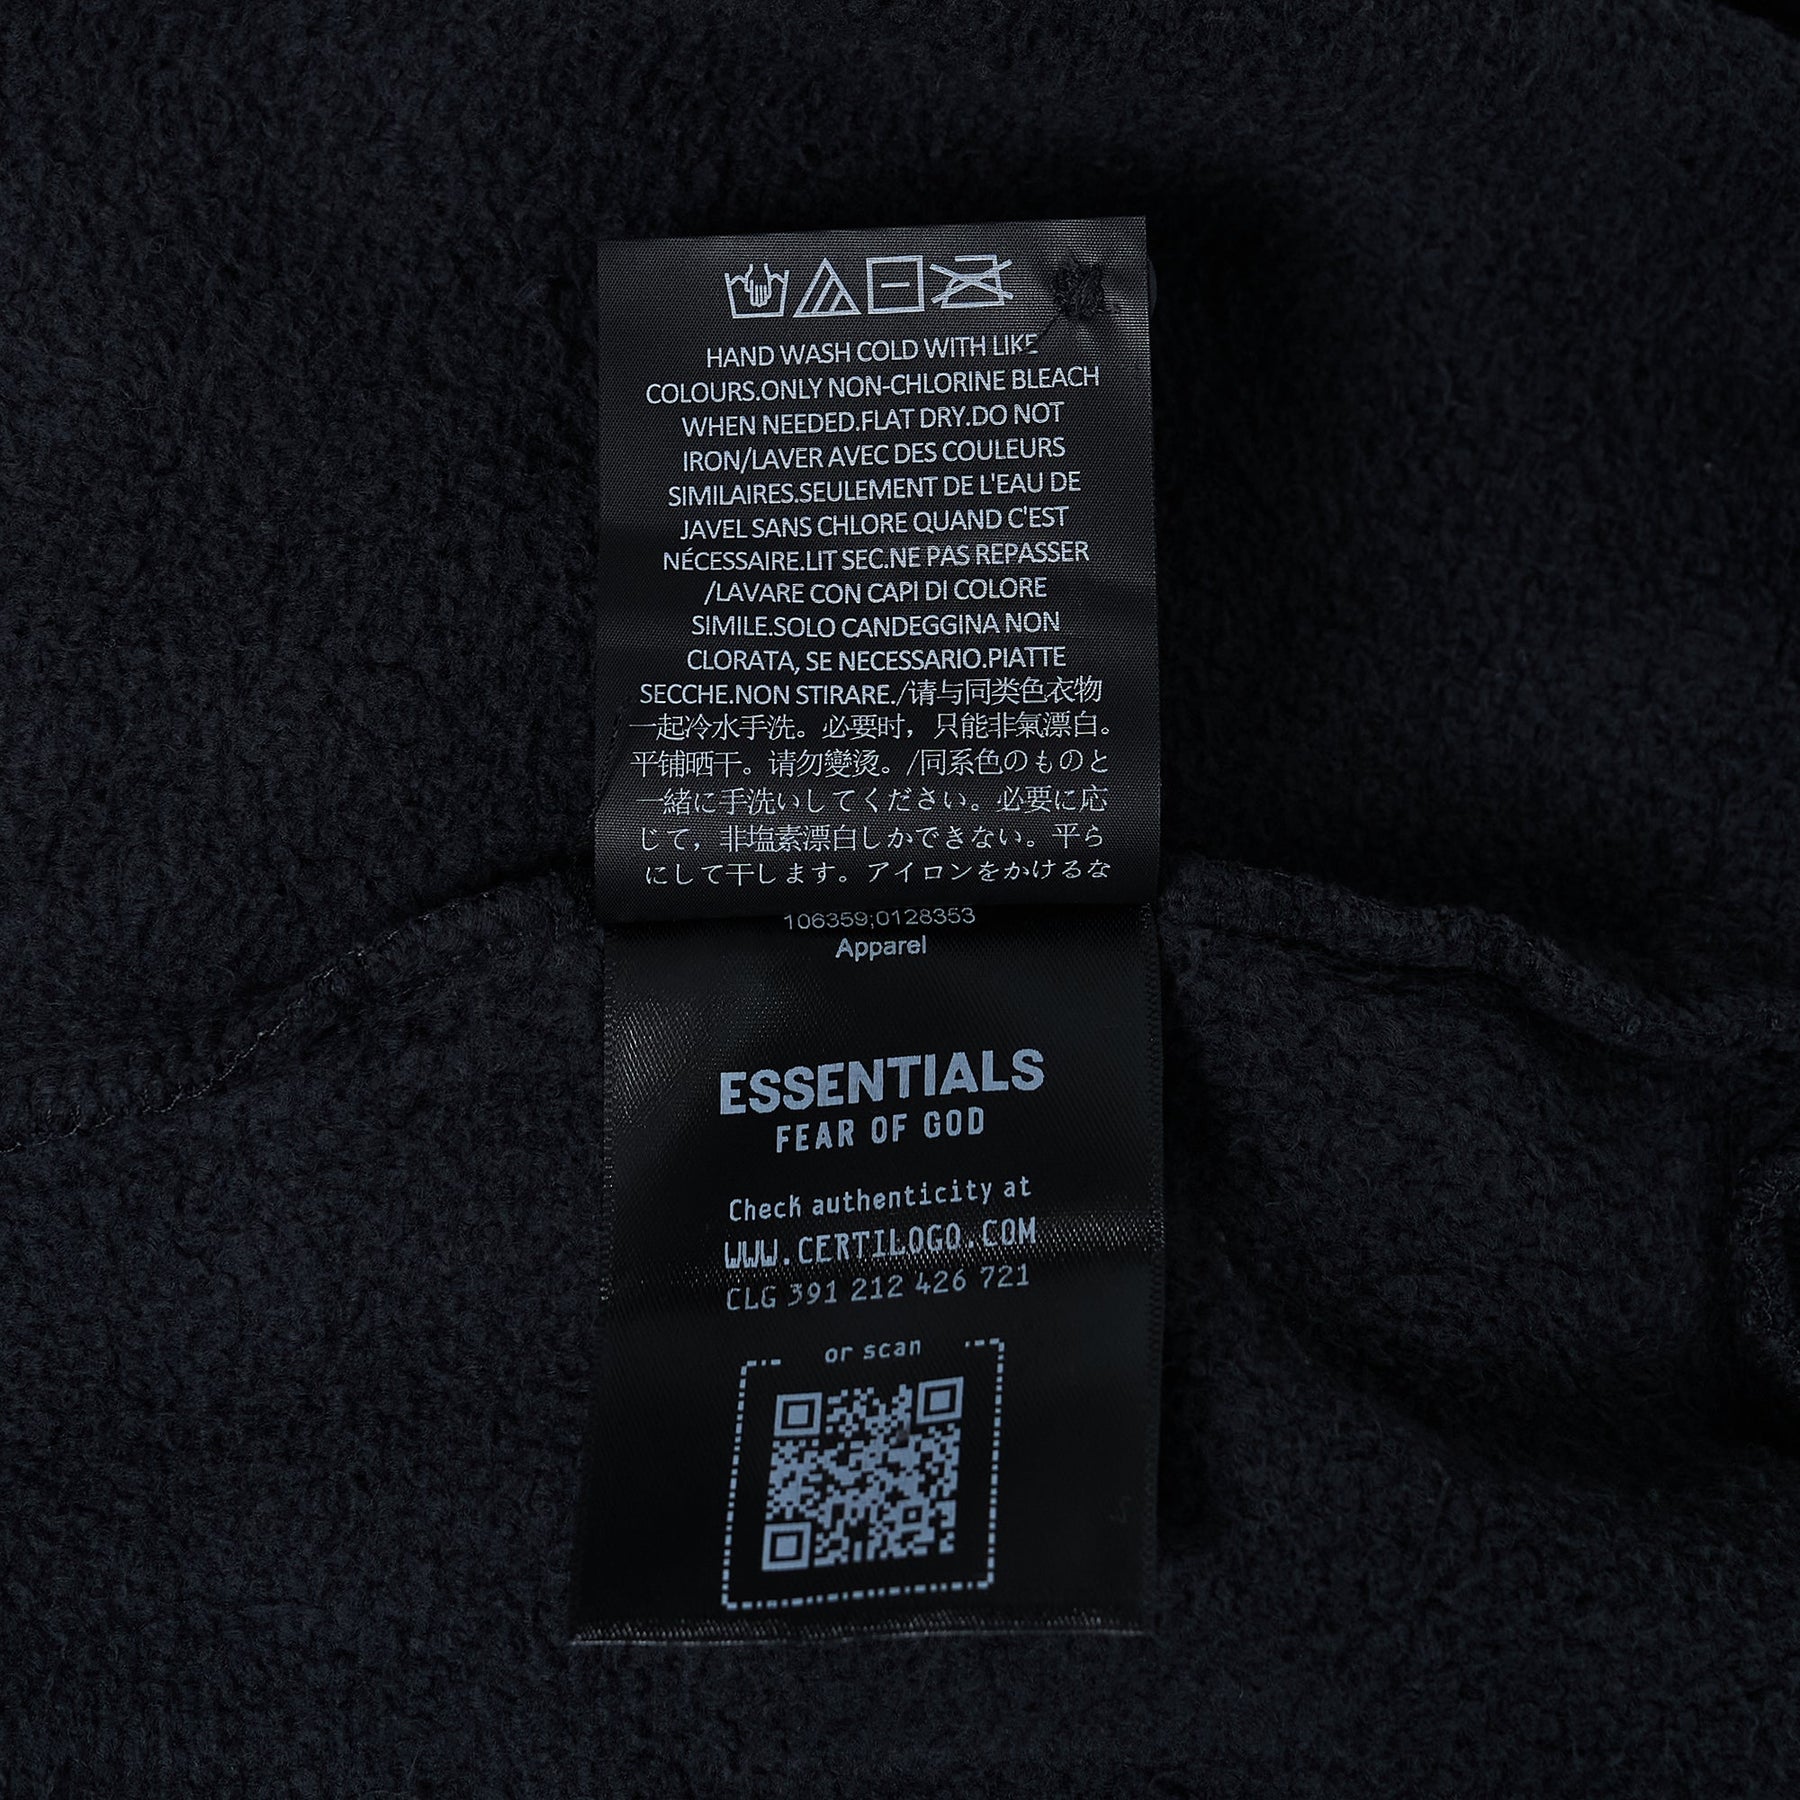 HAND WASH COLD WITH LIKE
COLOURS.ONLY NON-CHLORINE BLEACH
WHEN NEEDED.FLAT DRY.DO NOT
IRON/LAVER AVEC DES COULEURS
SIMILAIRES.SEULEMENT DE L'EAU DE
JAVEL SANS CHLORE QUAND C'EST
NÉCESSAIRE.LIT SEC.NE PAS REPASSER
/LAVARE CON CAPI DI COLORE
SIMILE.SOLO CANDEGGINA NON
CLORATA, SE NECESSARIO.PIATTE
SECCHE.NON STIRARE./请与同类色衣物
一起冷水手洗。必要时，只能非氯漂白。
平铺晒干。请勿變烫。/同系色のものと
一緒に手洗いしてください。必要に応
じて，非塩素漂白しかできない。平ら
にして干します。アイロンをかけるな
106359;0128353
Apparel
ESSENTIALS
FEAR OF GOD
Check authenticity at
WWW.CERTILOGO.COM
CLG 391 212 426 721
or scan